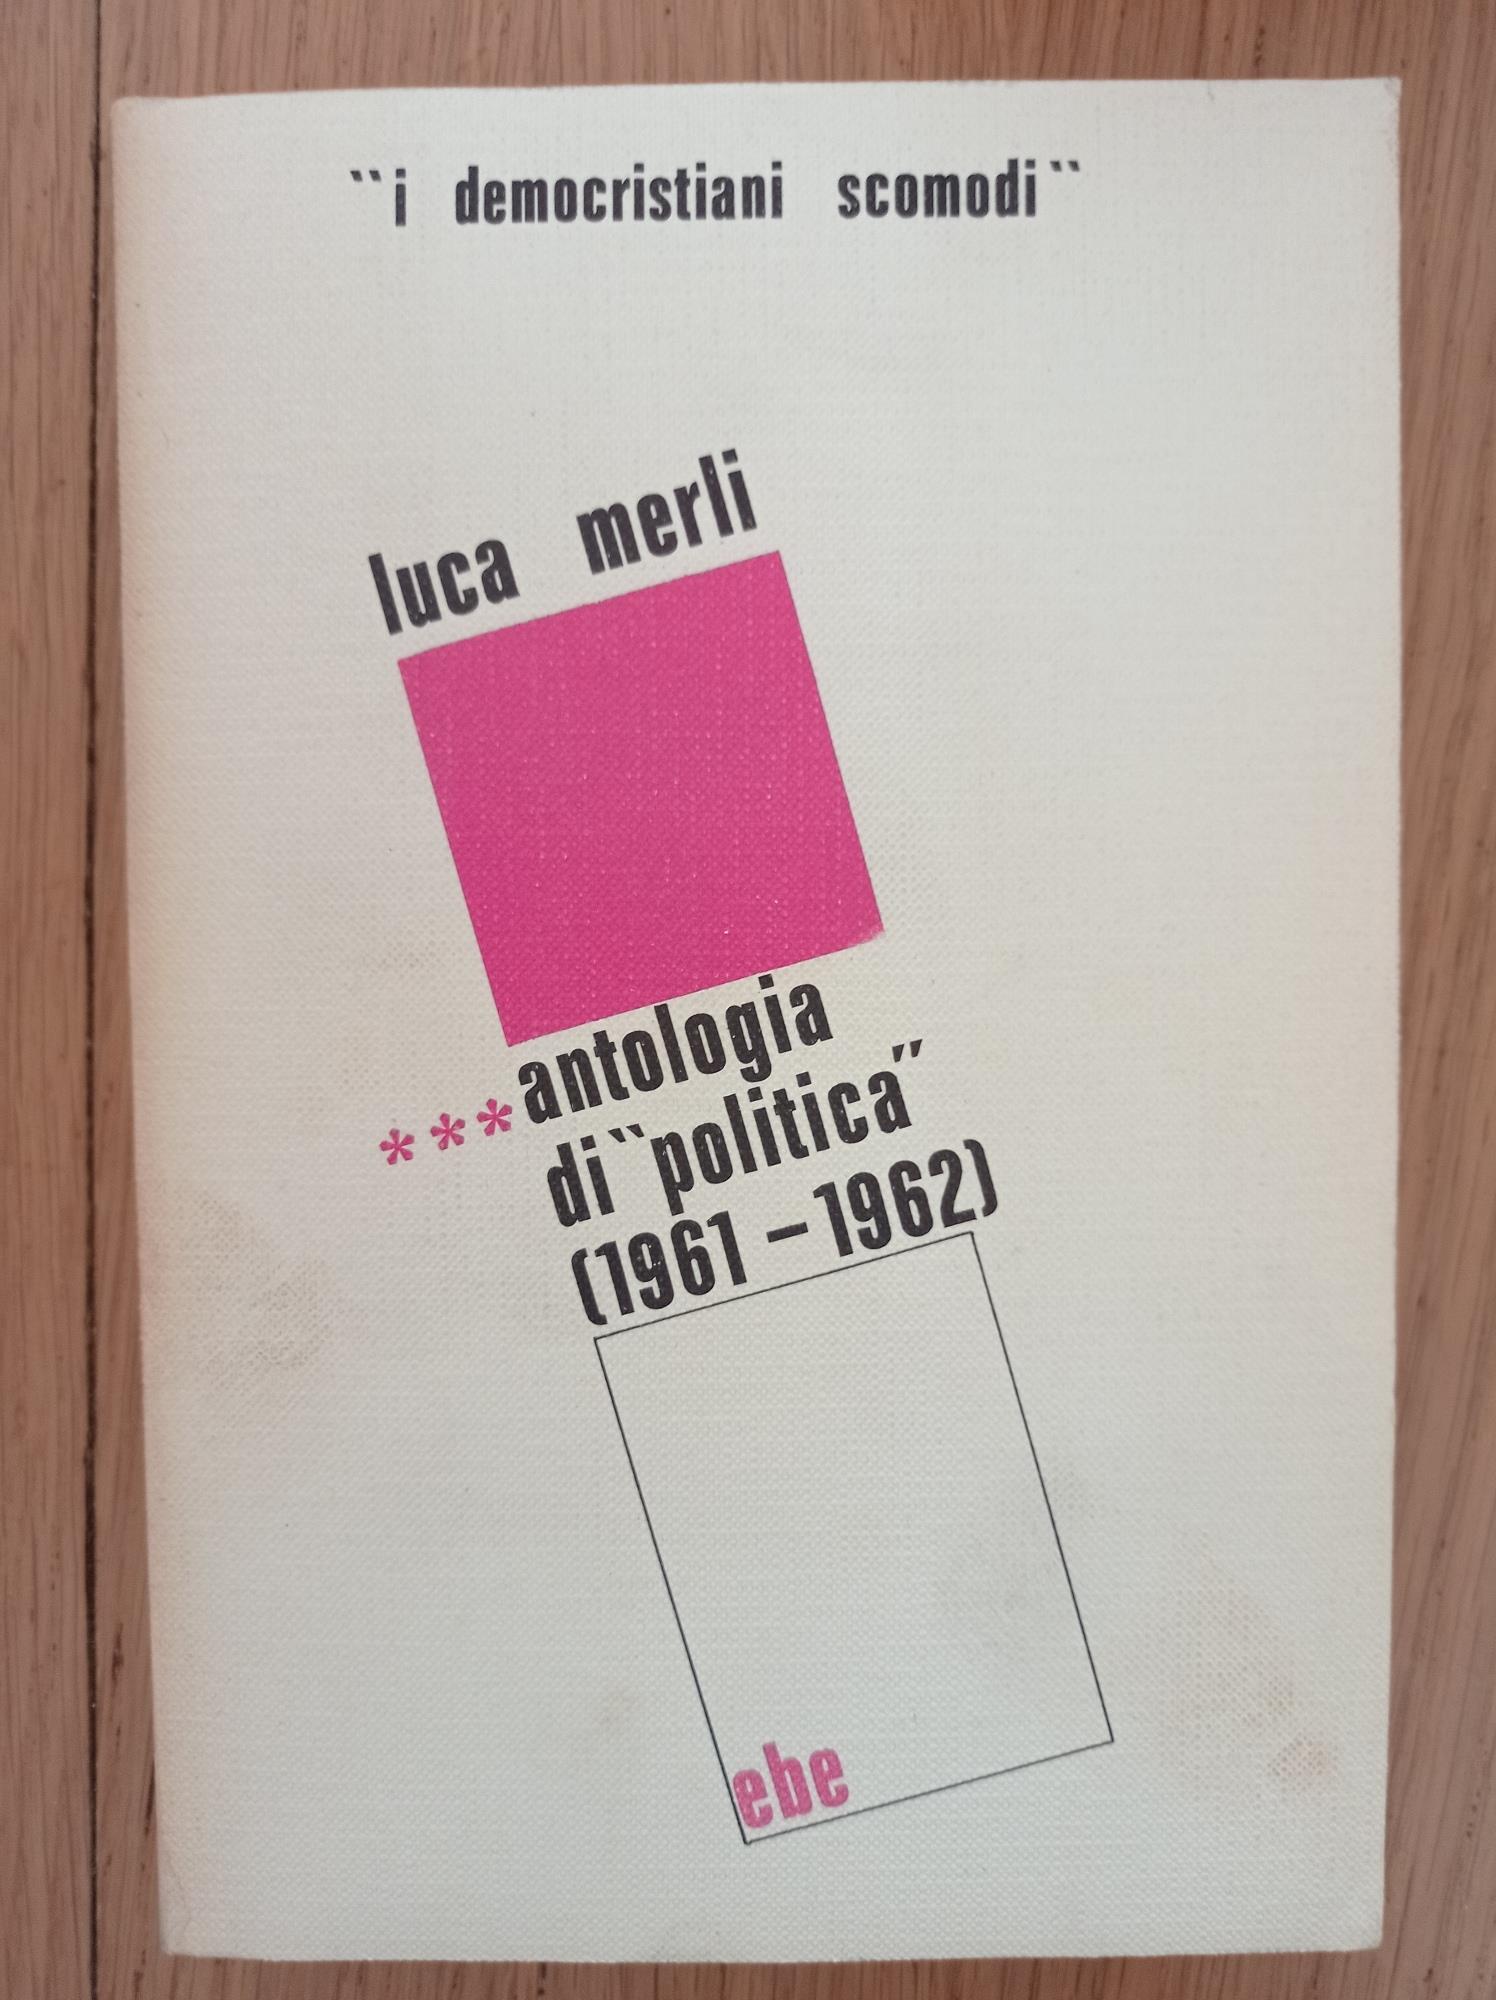 ``i democristiani scomodi``
luca merli
***antologia
di``politica"
(1961 – 1962)
ebe